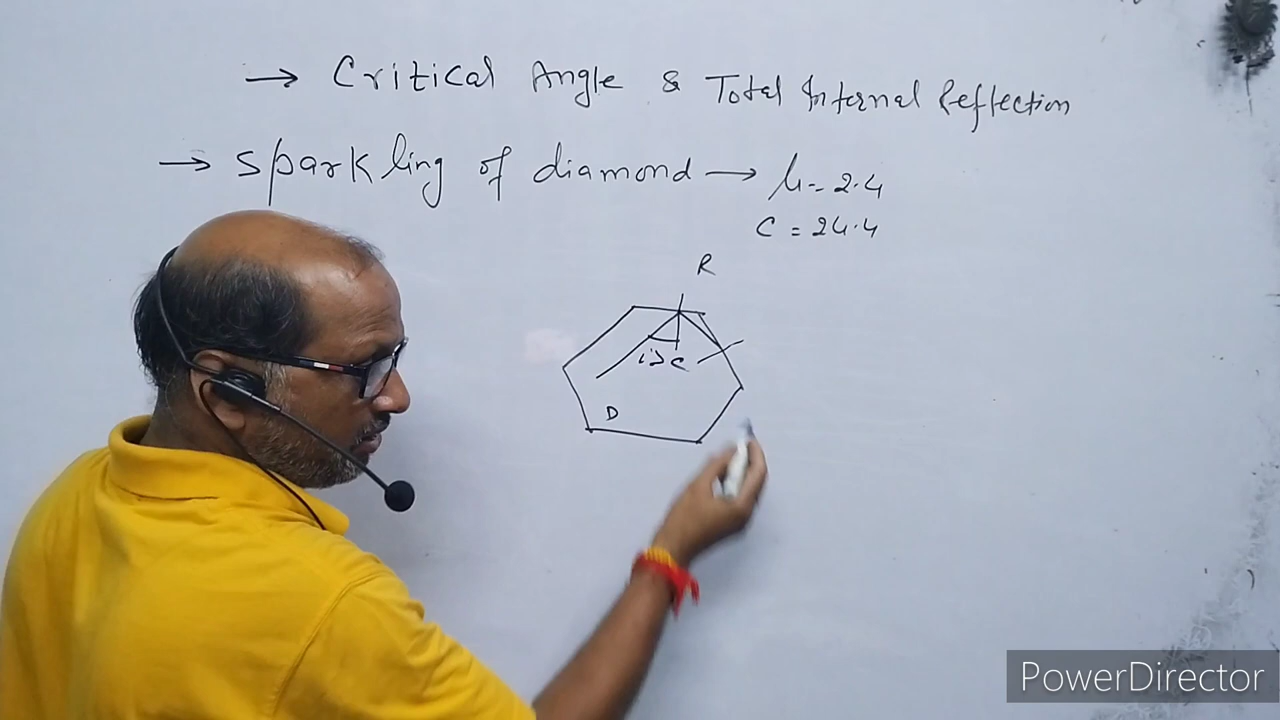 → Critical Angle & Total Internal Reflection
→ Sparkling of diamond → μ = 2.4
C = 24.4
R
i>C
D
PowerDirector